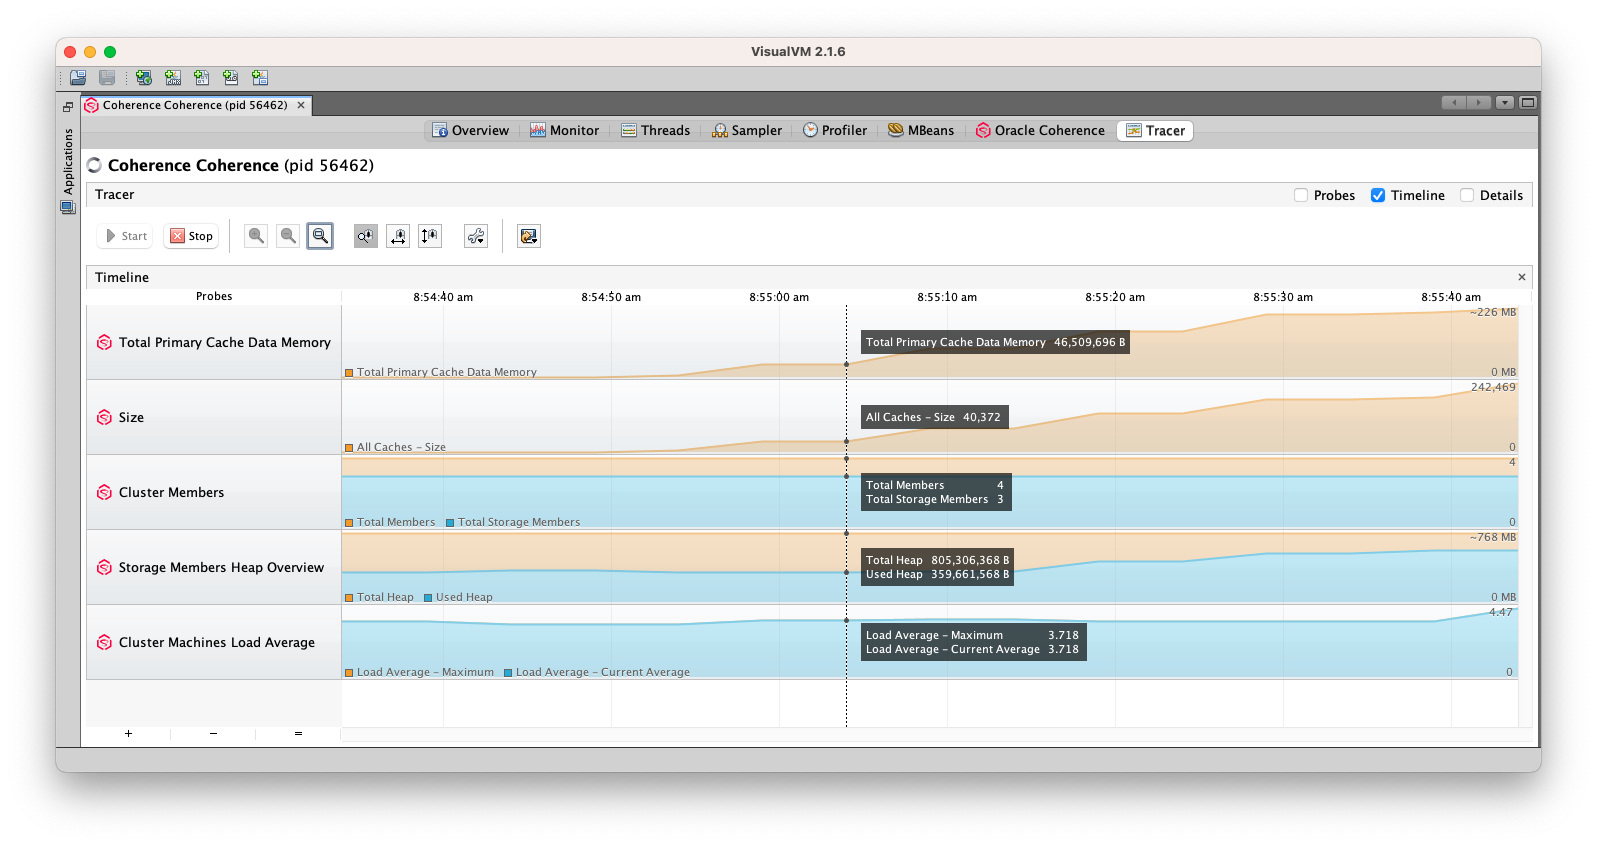 VisualVM 2.1.6
Coherence Coherence (pid 56462)
Applications
Overview Monitor Threads Sampler Profiler MBeans Oracle Coherence Tracer
Coherence Coherence (pid 56462)
Tracer Probes Timeline Details
Start Stop
Timeline
Probes 8:54:40 am 8:54:50 am 8:55:00 am 8:55:10 am 8:55:20 am 8:55:30 am 8:55:40 am
~226 MB
Total Primary Cache Data Memory
Total Primary Cache Data Memory 46,509,696 B
Total Primary Cache Data Memory
0 MB
242,469
Size
All Caches – Size 40,372
All Caches – Size
0
4
Cluster Members
Total Members 4
Total Storage Members 3
Total Members Total Storage Members
0
~768 MB
Storage Members Heap Overview
Total Heap 805,306,368 B
Used Heap 359,661,568 B
Total Heap Used Heap
0 MB
4.47
Cluster Machines Load Average
Load Average – Maximum 3.718
Load Average – Current Average 3.718
Load Average – Maximum Load Average – Current Average
0
+ – =